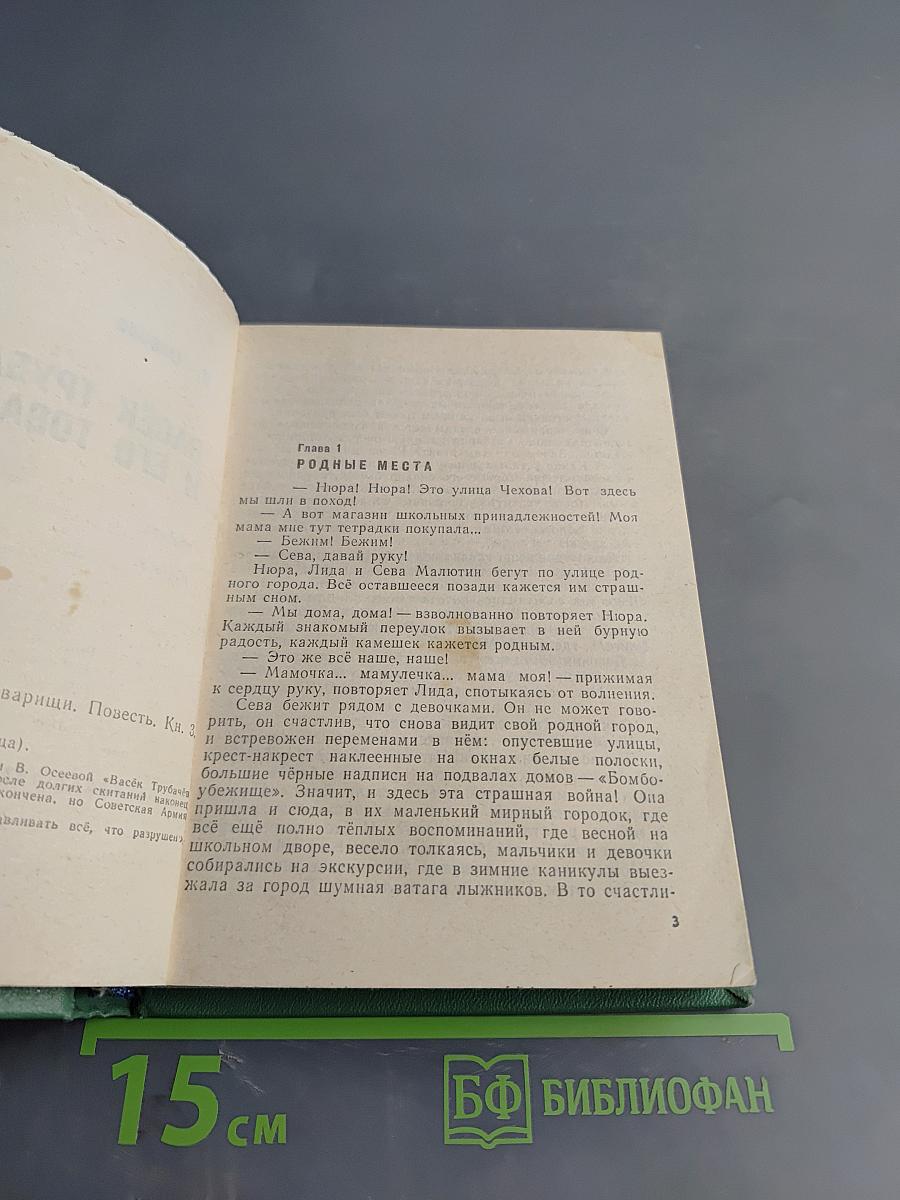 варищи. Повесть. Кн. 3.
ца).
и В. Осеевой «Васёк Трубачёв
осле долгих скитаний наконец
кончена, но Советская Армия
авливать всё, что разрушен
Глава 1
РОДНЫЕ МЕСТА
— Нюра! Нюра! Это улица Чехова! Вот здесь
мы шли в поход!
— А вот магазин школьных принадлежностей! Моя
мама мне тут тетрадки покупала...
— Бежим! Бежим!
— Сева, давай руку!
Нюра, Лида и Сева Малютин бегут по улице род-
ного города. Всё оставшееся позади кажется им страш-
ным сном.
— Мы дома, дома! — взволнованно повторяет Нюра.
Каждый знакомый переулок вызывает в ней бурную
радость, каждый камешек кажется родным.
— Это же всё наше, наше!
— Мамочка... мамулечка... мама моя! — прижимая
к сердцу руку, повторяет Лида, спотыкаясь от волнения.
Сева бежит рядом с девочками. Он не может гово-
рить, он счастлив, что снова видит свой родной город,
и встревожен переменами в нём: опустевшие улицы,
крест-накрест наклеенные на окнах белые полоски,
большие чёрные надписи на подвалах домов — «Бомбо-
убежище». Значит, и здесь эта страшная война! Она
пришла и сюда, в их маленький мирный городок, где
всё ещё полно тёплых воспоминаний, где весной на
школьном дворе, весело толкаясь, мальчики и девочки
собирались на экскурсии, где в зимние каникулы выез-
жала за город шумная ватага лыжников. В то счастли-
3
15 см
БФ БИБЛИОФАН